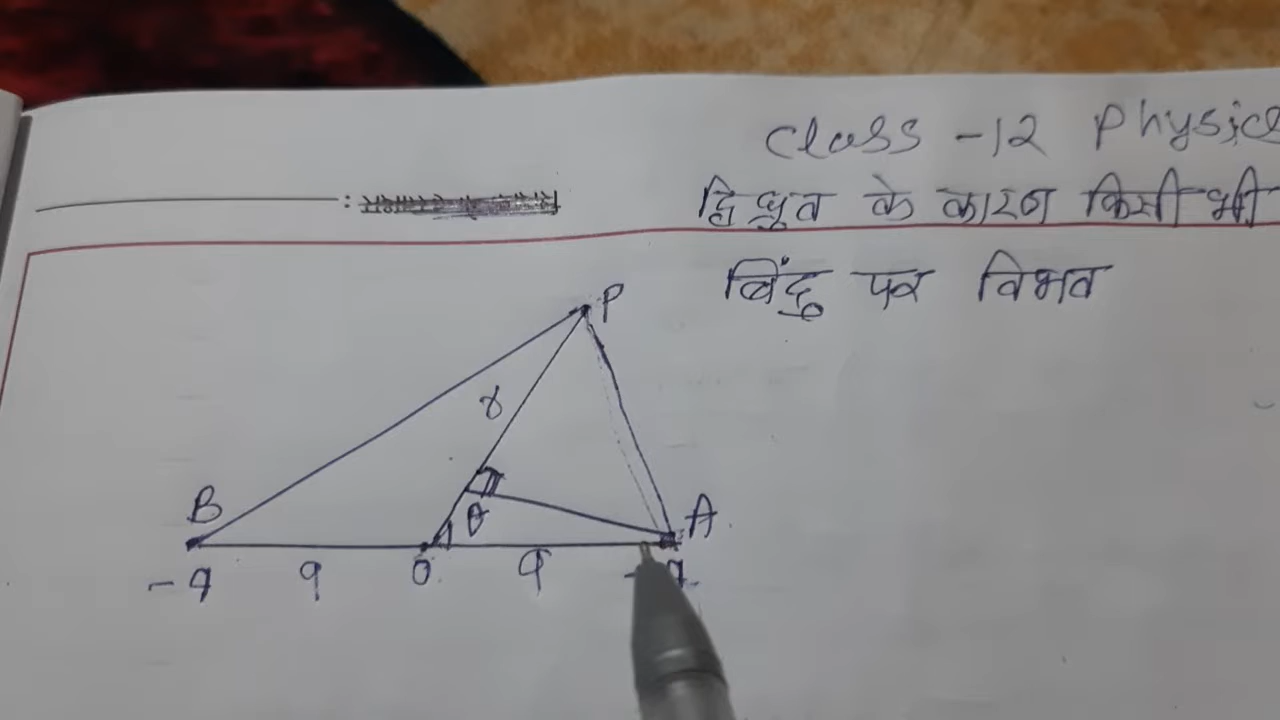 Class -12 Physics
द्विध्रुव के कारण किसी भी
बिंदु पर विभव
P
r
B
A
θ
-q
q
O
q